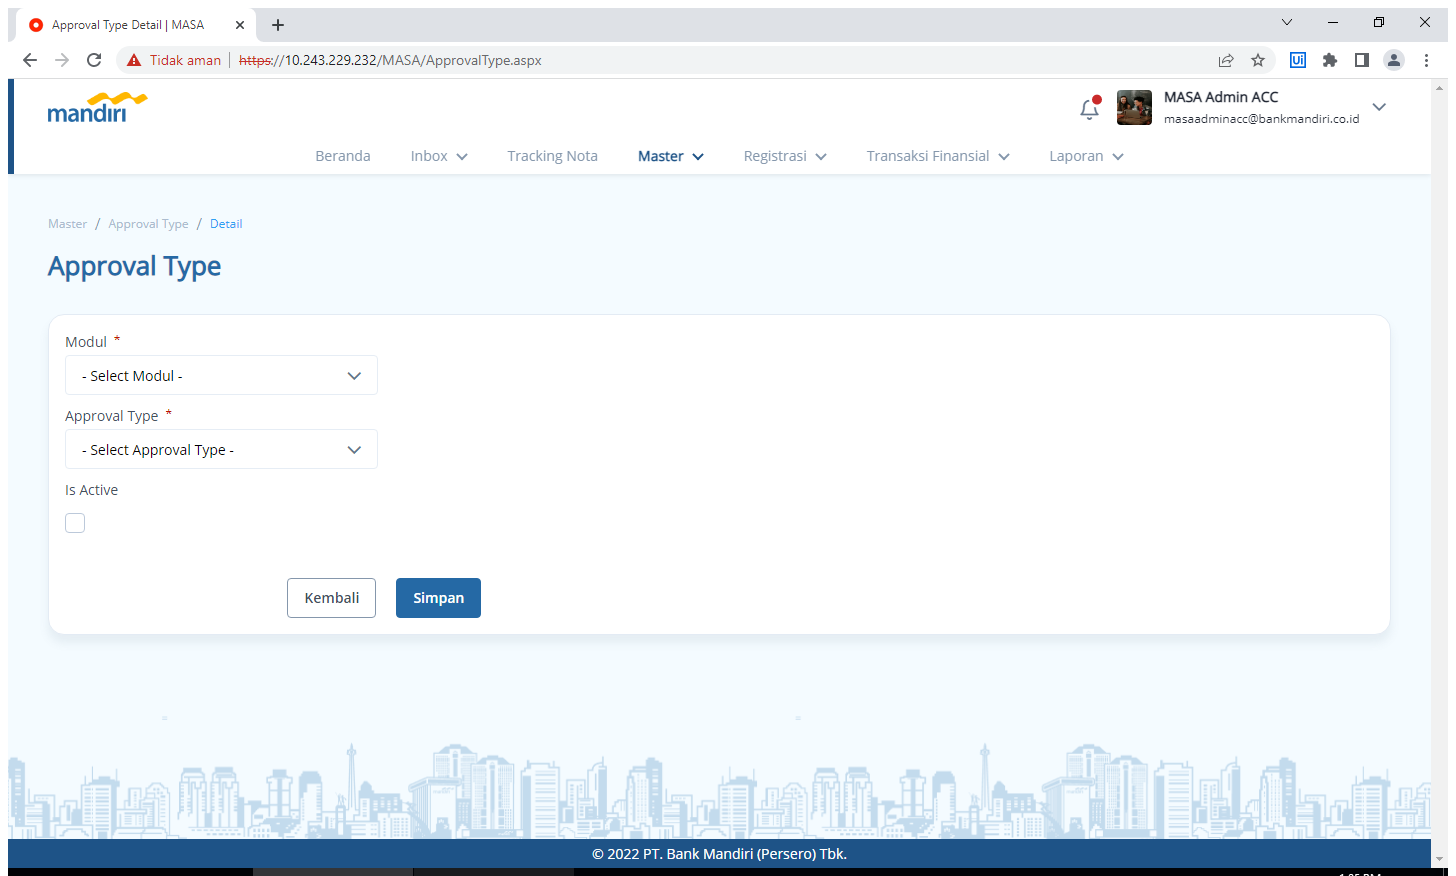 Approval Type Detail | MASA
Tidak aman https://10.243.229.232/MASA/ApprovalType.aspx
Ui
mandiri
MASA Admin ACC
masaadminacc@bankmandiri.co.id
Beranda Inbox Tracking Nota Master Registrasi Transaksi Finansial Laporan
Master / Approval Type / Detail
Approval Type
Modul *
- Select Modul -
Approval Type *
- Select Approval Type -
Is Active
Kembali Simpan
© 2022 PT. Bank Mandiri (Persero) Tbk.